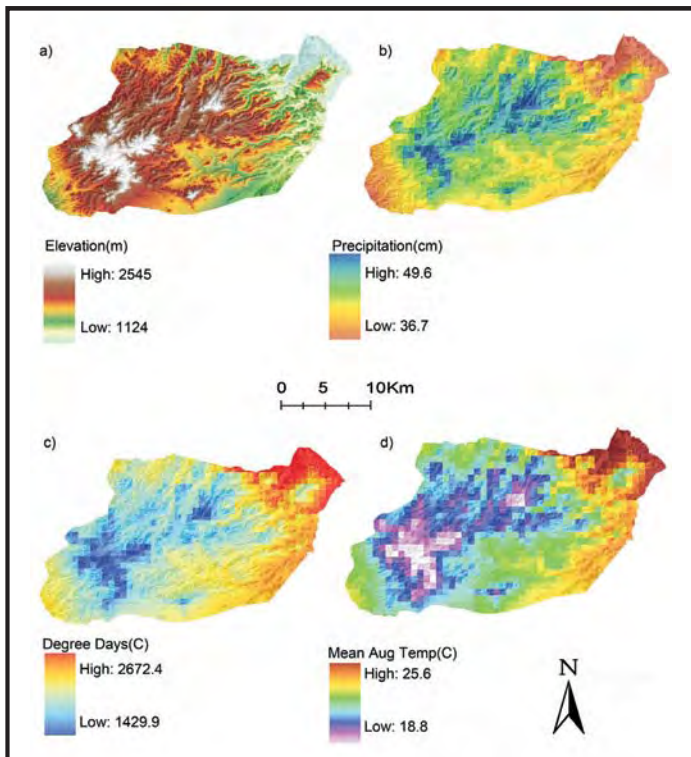 a)
b)
Elevation(m)
High: 2545
Low: 1124
Precipitation(cm)
High: 49.6
Low: 36.7
0 5 10Km
c)
d)
Degree Days(C)
High: 2672.4
Low: 1429.9
Mean Aug Temp(C)
High: 25.6
Low: 18.8
N